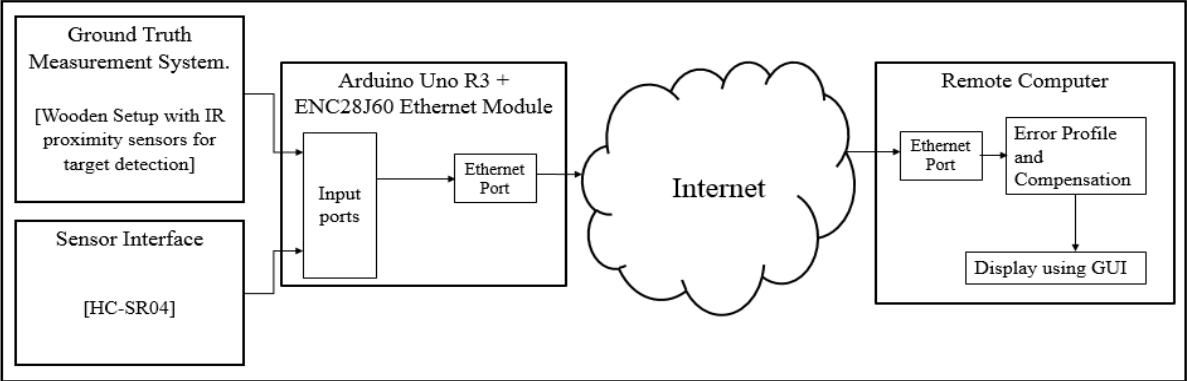 Ground Truth
Measurement System.
[Wooden Setup with IR
proximity sensors for
target detection]
Sensor Interface
[HC-SR04]
Arduino Uno R3 +
ENC28J60 Ethernet Module
Input
ports
Ethernet
Port
Internet
Remote Computer
Ethernet
Port
Error Profile
and
Compensation
Display using GUI